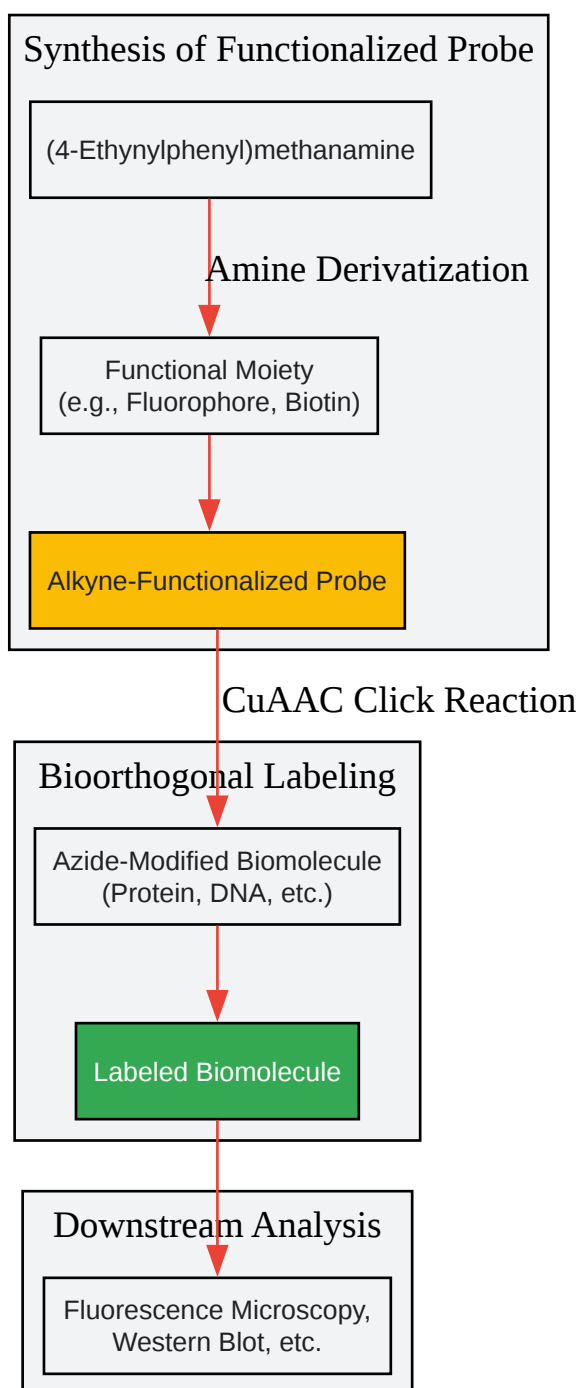 Synthesis of Functionalized Probe
(4-Ethynylphenyl)methanamine
Amine Derivatization
Functional Moiety
(e.g., Fluorophore, Biotin)
Alkyne-Functionalized Probe
CuAAC Click Reaction
Bioorthogonal Labeling
Azide-Modified Biomolecule
(Protein, DNA, etc.)
Labeled Biomolecule
Downstream Analysis
Fluorescence Microscopy,
Western Blot, etc.